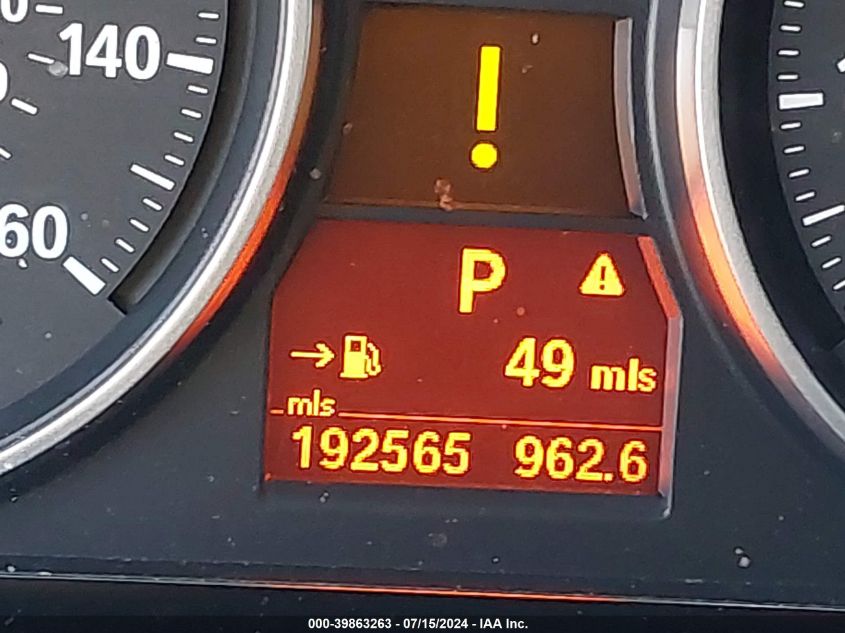 140
60
!
P
49 mls
mls
192565 962.6
000-39863263 - 07/15/2024 - IAA Inc.